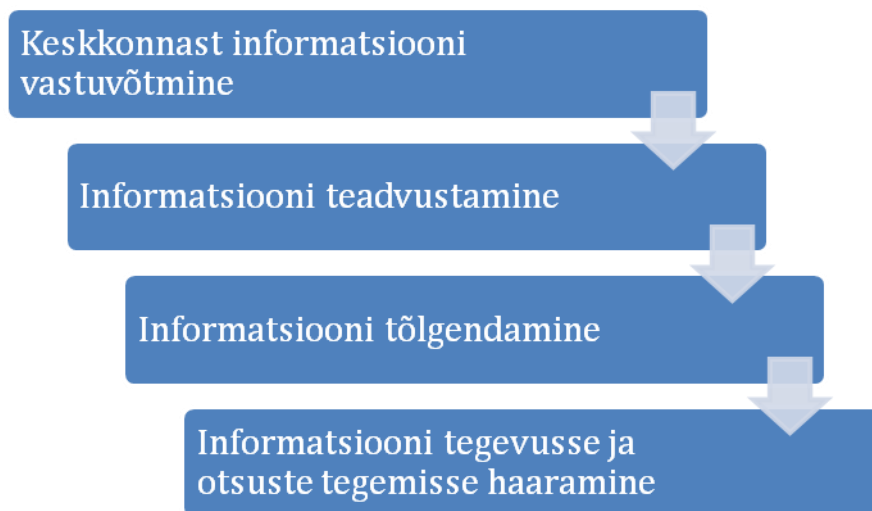 Keskkonnast informatsiooni
vastuvõtmine
Informatsiooni teadvustamine
Informatsiooni tõlgendamine
Informatsiooni tegevusse ja
otsuste tegemisse haaramine